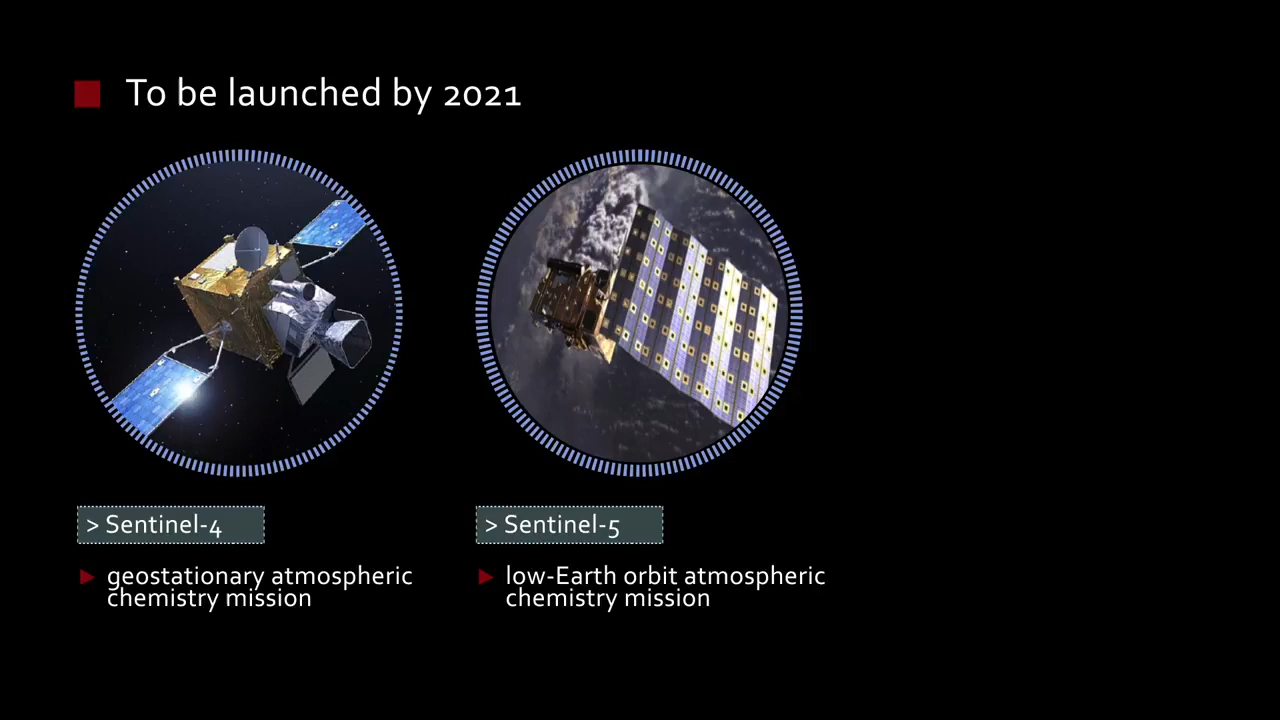 To be launched by 2021
> Sentinel-4
> Sentinel-5
geostationary atmospheric
chemistry mission
low-Earth orbit atmospheric
chemistry mission